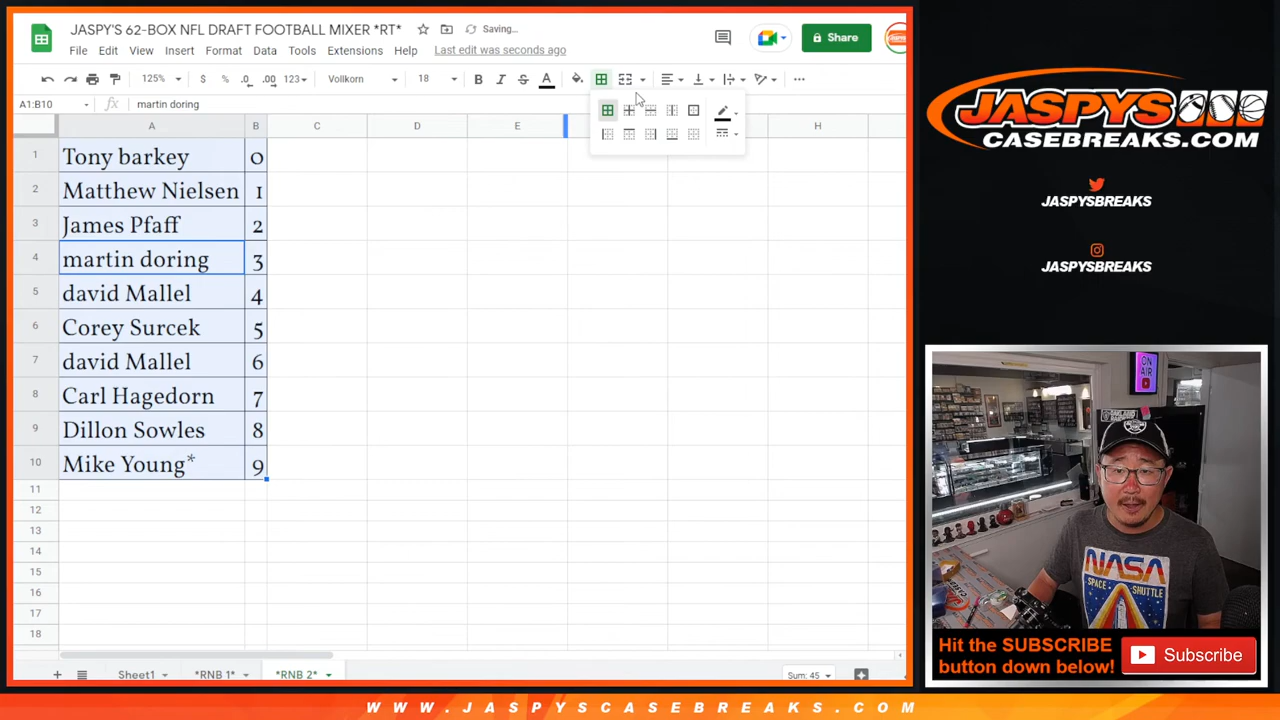 JASPY'S 62-BOX NFL DRAFT FOOTBALL MIXER *RT*
Saving...
File Edit View Insert Format Data Tools Extensions Help Last edit was seconds ago
Share
125% $ % .0 .00 123 Vollkorn 18 B I S A
A1:B10 fx martin doring
A B C D E H
1 Tony barkey 0
2 Matthew Nielsen 1
3 James Pfaff 2
4 martin doring 3
5 david Mallel 4
6 Corey Surcek 5
7 david Mallel 6
8 Carl Hagedorn 7
9 Dillon Sowles 8
10 Mike Young* 9
11
12
13
14
15
16
17
18
Sheet1 *RNB 1* *RNB 2* Sum: 45
JASPYS
CASEBREAKS.COM
JASPYSBREAKS
JASPYSBREAKS
ON
AIR
NASA
SPACE SHUTTLE
Hit the SUBSCRIBE
button down below!
Subscribe
WWW.JASPYSCASEBREAKS.COM